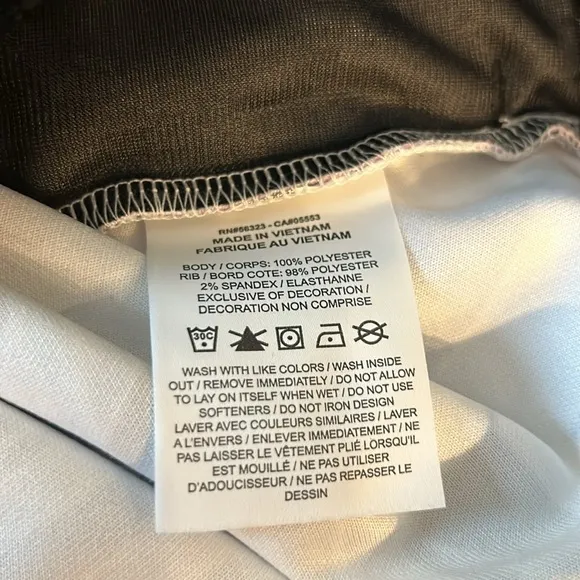 RN#56323 - CA#05553
MADE IN VIETNAM
FABRIQUE AU VIETNAM
BODY / CORPS: 100% POLYESTER
RIB / BORD COTE: 98% POLYESTER
2% SPANDEX / ELASTHANNE
EXCLUSIVE OF DECORATION /
DECORATION NON COMPRISE
30C
WASH WITH LIKE COLORS / WASH INSIDE
OUT / REMOVE IMMEDIATELY / DO NOT ALLOW
TO LAY ON ITSELF WHEN WET / DO NOT USE
SOFTENERS / DO NOT IRON DESIGN
LAVER AVEC COULEURS SIMILAIRES / LAVER
A L'ENVERS / ENLEVER IMMEDIATEMENT / NE
PAS LAISSER LE VÊTEMENT PLIÉ LORSQU'IL
EST MOUILLÉ / NE PAS UTILISER
D'ADOUCISSEUR / NE PAS REPASSER LE
DESSIN